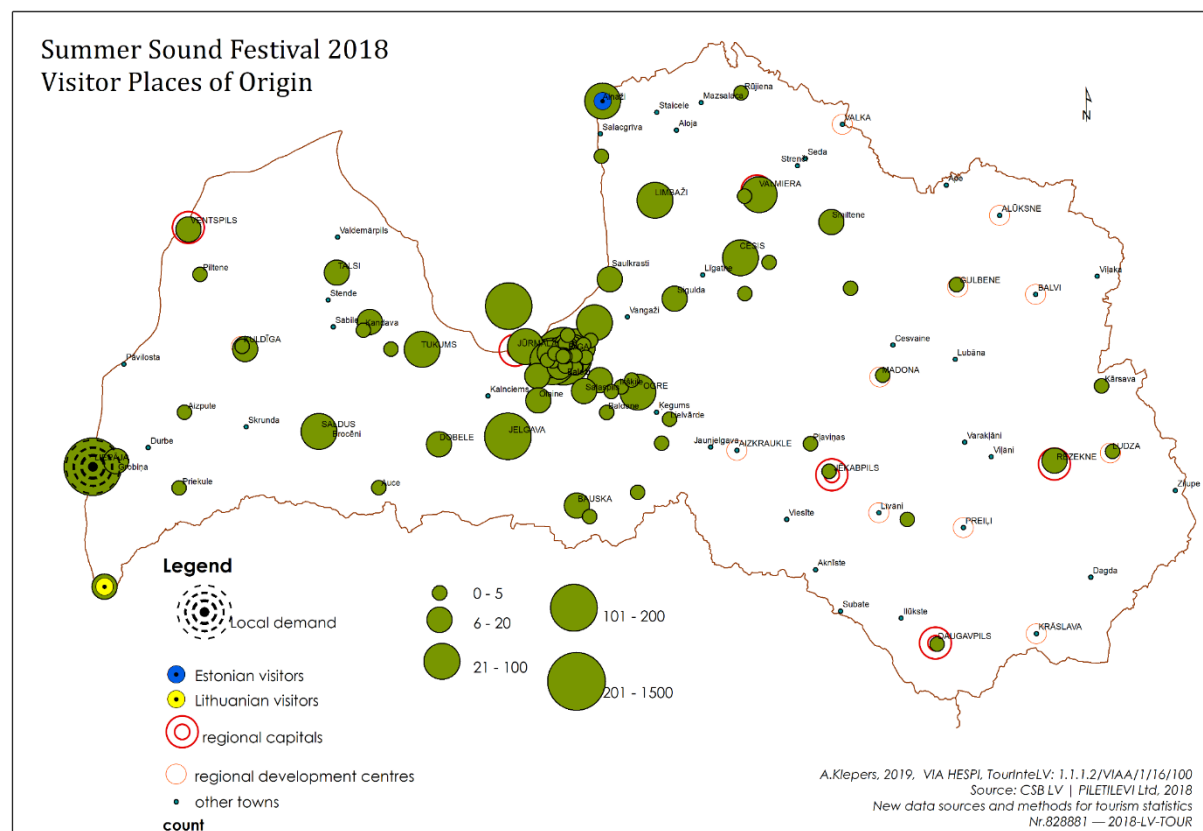 Summer Sound Festival 2018
Visitor Places of Origin
Ainaži
Rūjiena
Mazsalaca
Staicele
Aloja
Salacgrīva
VALKA
N
Seda
Strenči
Ape
LIMBAŽI
VALMIERA
Smiltene
ALŪKSNE
VENTSPILS
Valdemārpils
CĒSIS
Piltene
TALSI
Saulkrasti
Līgatne
Viļaka
GULBENE
BALVI
Stende
Sigulda
Sabile
Kandava
Vangaži
KULDĪGA
TUKUMS
JŪRMALA
RĪGA
Cesvaine
Lubāna
Pāvilosta
Baloži
MADONA
Kārsava
Kalnciems
Olaine
Salaspils
Ikšķile
OGRE
Aizpute
Baldone
Ķegums
Lielvārde
Skrunda
SALDUS
Brocēni
DOBELE
JELGAVA
Durbe
Jaunjelgava
AIZKRAUKLE
Pļaviņas
Varakļāni
Viļāni
LUDZA
LIEPĀJA
Grobiņa
JĒKABPILS
RĒZEKNE
Priekule
Auce
Zilupe
BAUSKA
Viesīte
Līvāni
PREIĻI
Aknīste
Dagda
Subate
Ilūkste
DAUGAVPILS
KRĀSLAVA
Legend
Local demand
Estonian visitors
Lithuanian visitors
regional capitals
regional development centres
other towns
count
0 - 5
6 - 20
21 - 100
101 - 200
201 - 1500
A.Klepers, 2019, VIA HESPI, TourInteLV: 1.1.1.2/VIAA/1/16/100
Source: CSB LV | PILETILEVI Ltd, 2018
New data sources and methods for tourism statistics
Nr.828881 — 2018-LV-TOUR